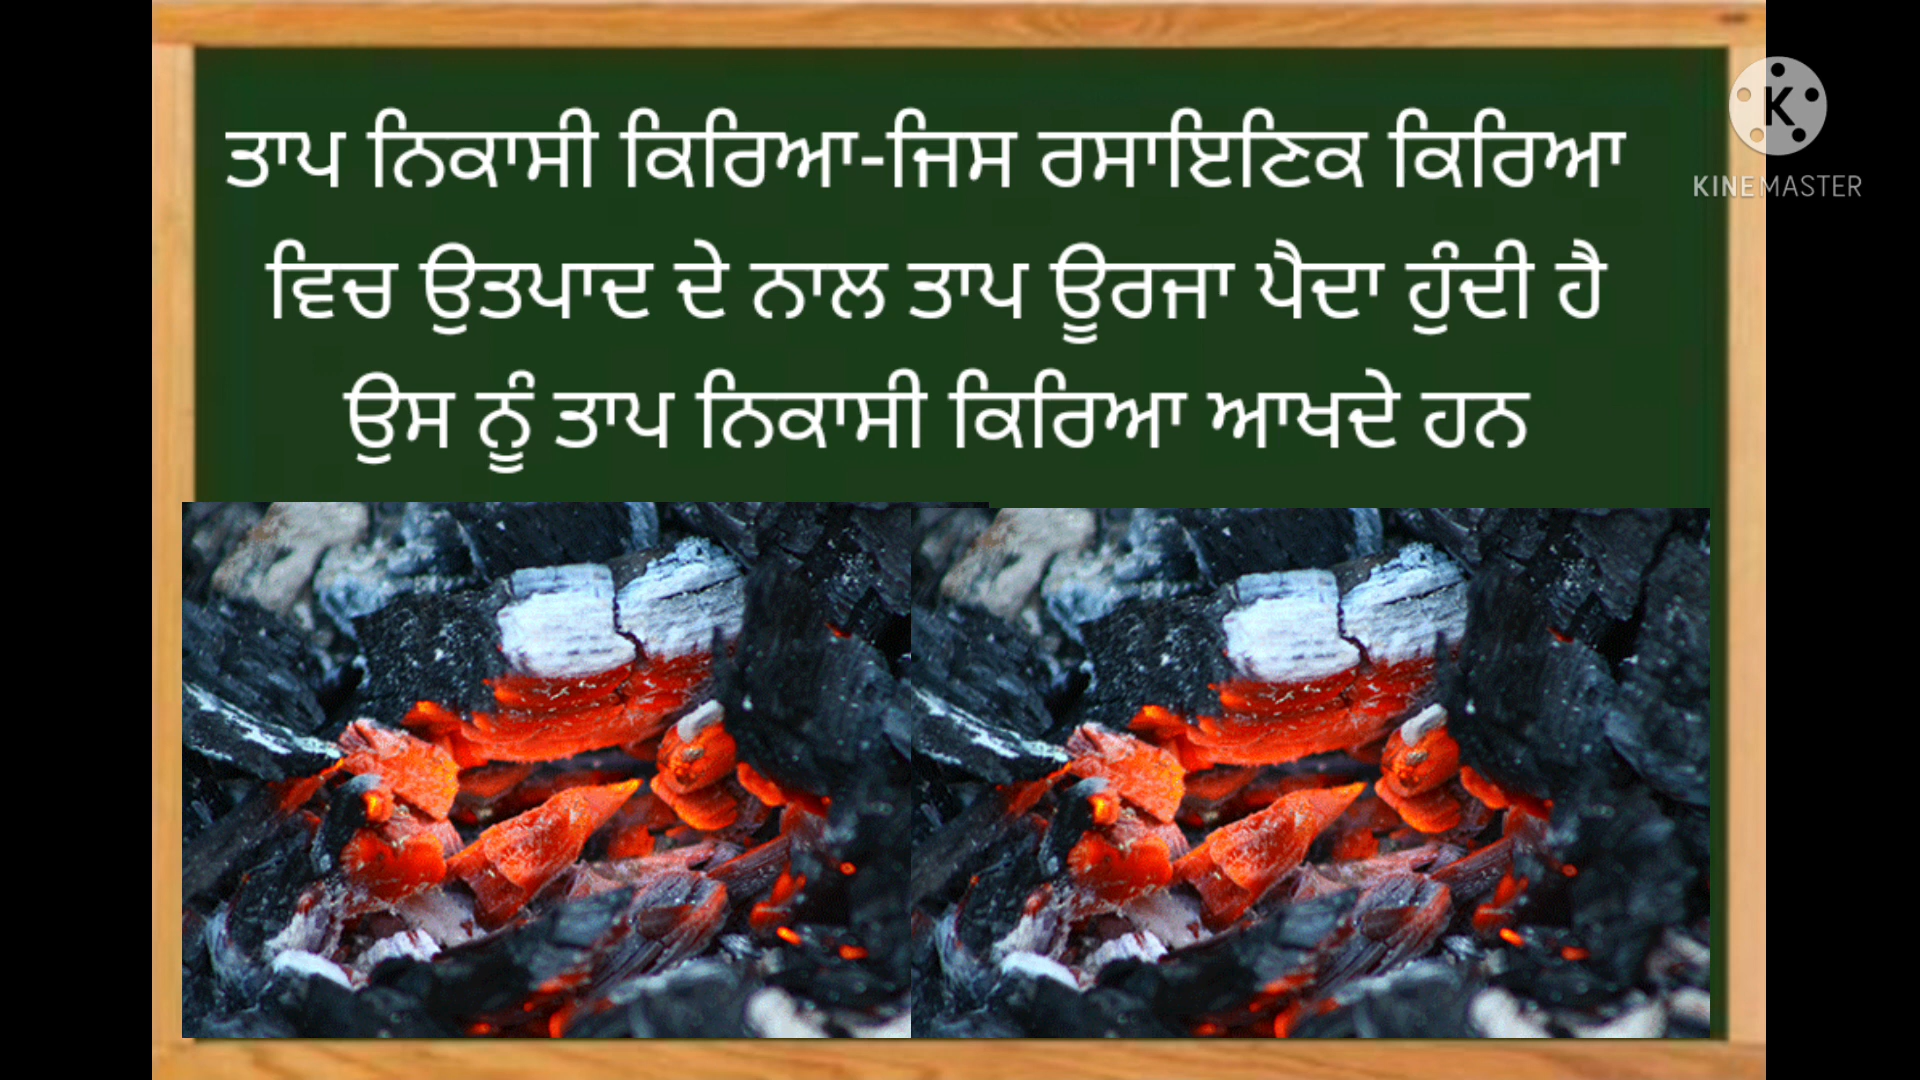 ਤਾਪ ਨਿਕਾਸੀ ਕਿਰਿਆ-ਜਿਸ ਰਸਾਇਣਿਕ ਕਿਰਿਆ
ਵਿਚ ਉਤਪਾਦ ਦੇ ਨਾਲ ਤਾਪ ਊਰਜਾ ਪੈਦਾ ਹੁੰਦੀ ਹੈ
ਉਸ ਨੂੰ ਤਾਪ ਨਿਕਾਸੀ ਕਿਰਿਆ ਆਖਦੇ ਹਨ
K
KINEMASTER